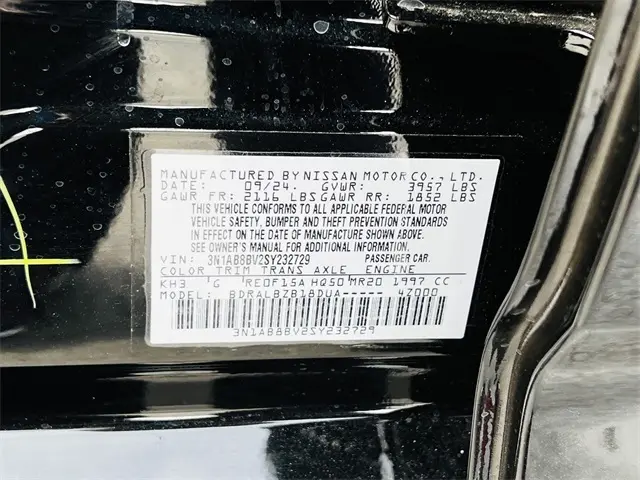 MANUFACTURED BY NISSAN MOTOR CO., LTD.
DATE: 09/24. GVWR: 3957 LBS
GAWR FR: 2116 LBS GAWR RR: 1852 LBS
THIS VEHICLE CONFORMS TO ALL APPLICABLE FEDERAL MOTOR
VEHICLE SAFETY, BUMPER AND THEFT PREVENTION STANDARDS
IN EFFECT ON THE DATE OF MANUFACTURE SHOWN ABOVE.
SEE OWNER'S MANUAL FOR ADDITIONAL INFORMATION.
VIN: 3N1AB8BV2SY232729 PASSENGER CAR.
COLOR TRIM TRANS AXLE ENGINE
KH3 G RE0F15A HQ50 MR20 1997 CC
MODEL: BDRALBZB18DUA----- 4Z000
3N1AB8BV2SY232729